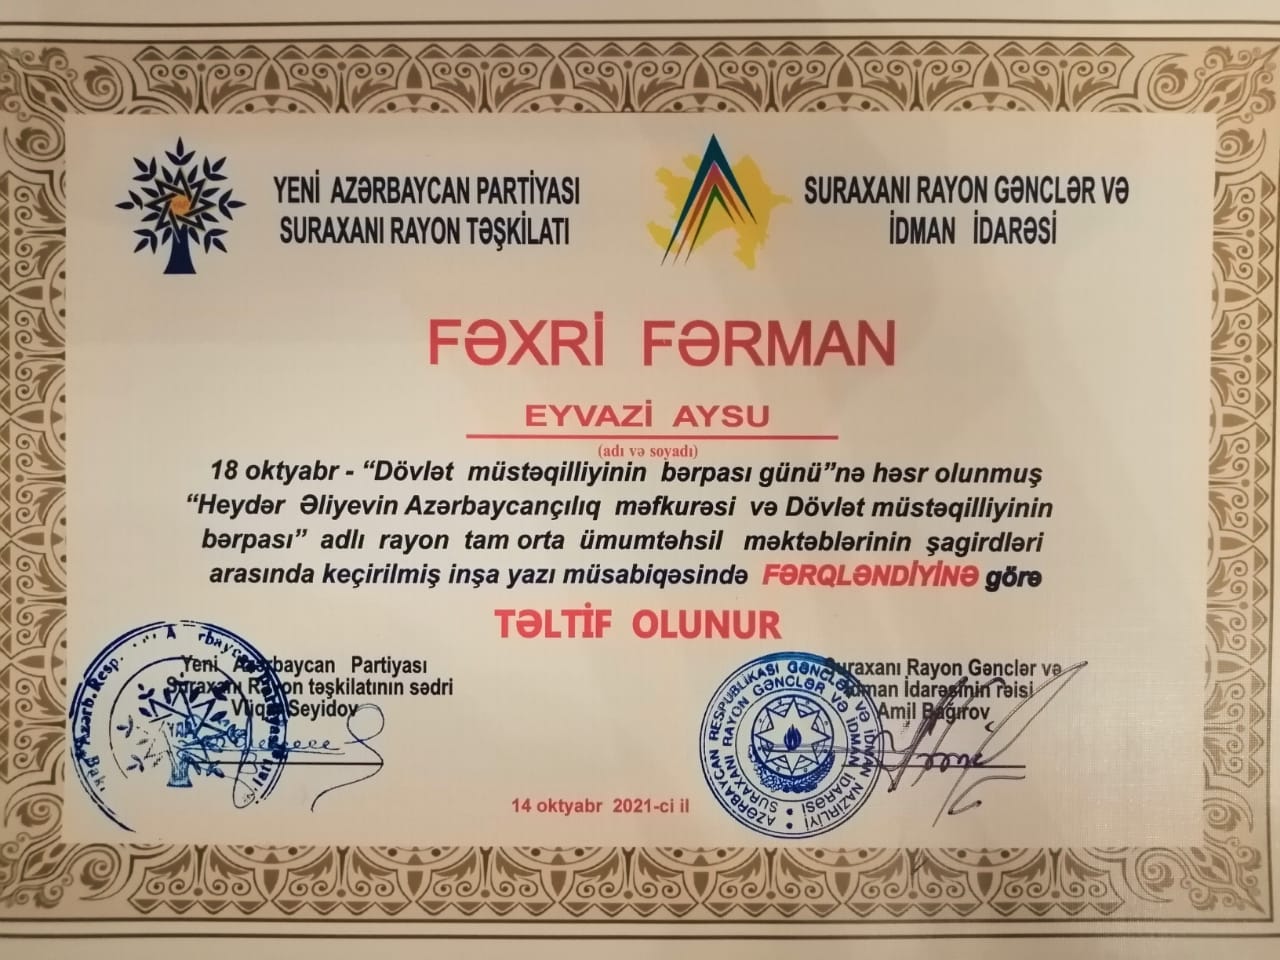 YENİ AZƏRBAYCAN PARTİYASI
SURAXANI RAYON TƏŞKİLATI
SURAXANI RAYON GƏNCLƏR VƏ
İDMAN İDARƏSİ
FƏXRİ FƏRMAN
EYVAZİ AYSU
(adı və soyadı)
18 oktyabr - “Dövlət müstəqilliyinin bərpası günü”nə həsr olunmuş
“Heydər Əliyevin Azərbaycançılıq məfkurəsi və Dövlət müstəqilliyinin
bərpası” adlı rayon tam orta ümumtəhsil məktəblərinin şagirdləri
arasında keçirilmiş inşa yazı müsabiqəsində FƏRQLƏNDİYİNƏ görə
TƏLTİF OLUNUR
Yeni Azərbaycan Partiyası
Suraxanı Rayon təşkilatının sədri
Vüqar Seyidov
Suraxanı Rayon Gənclər və
İdman İdarəsinin rəisi
Amil Bağırov
AZƏRBAYCAN RESPUBLİKASI GƏNCLƏR VƏ İDMAN NAZİRLİYİ
SURAXANI RAYON GƏNCLƏR VƏ İDMAN İDARƏSİ
14 oktyabr 2021-ci il